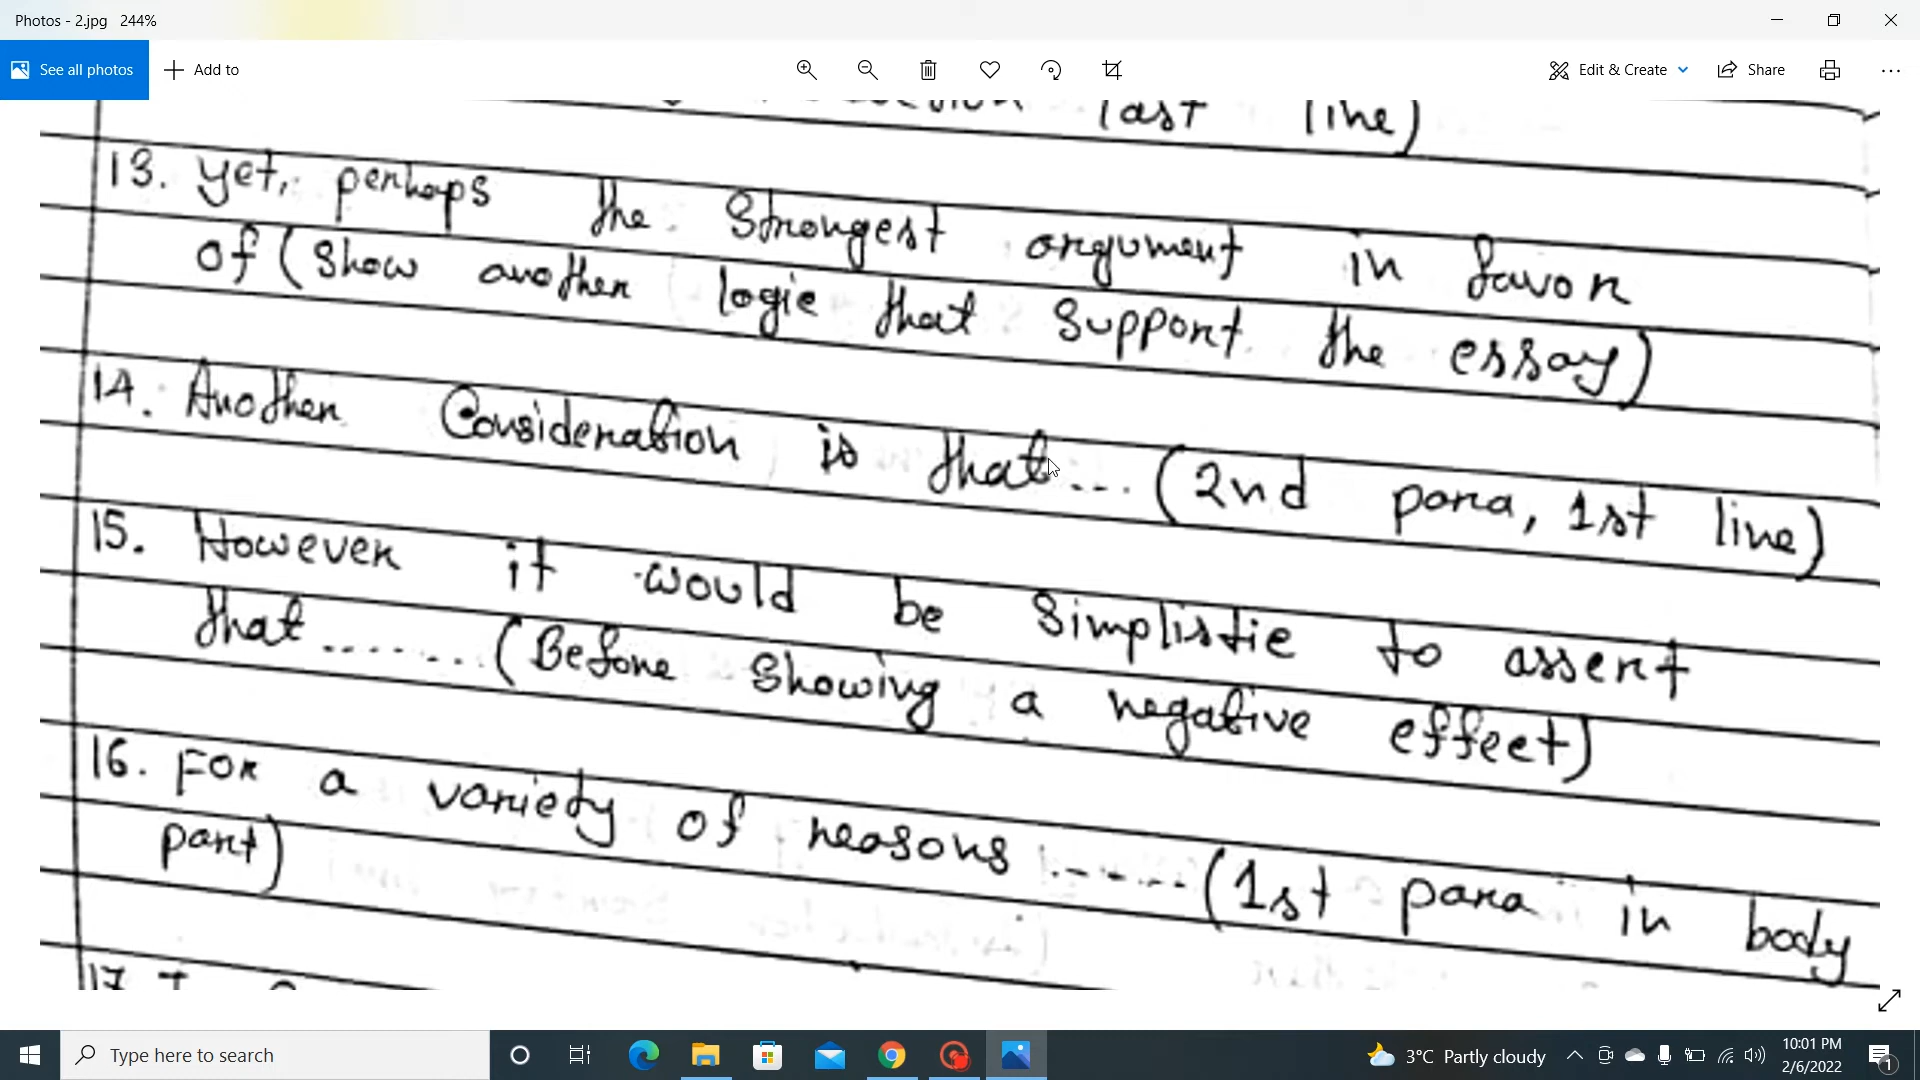 Photos - 2.jpg 244%
See all photos
Add to
Edit & Create
Share
last line)
13. Yet, perhaps the strongest argument in favor
of (show another logic that support the essay)
14. Another Consideration is that... (2nd para, 1st line)
15. However it would be simplistic to assert
that ....... (Before showing a negative effect)
16. For a variety of reasons ...... (1st para in body
part)
17.
Type here to search
3°C Partly cloudy
10:01 PM
2/6/2022
1